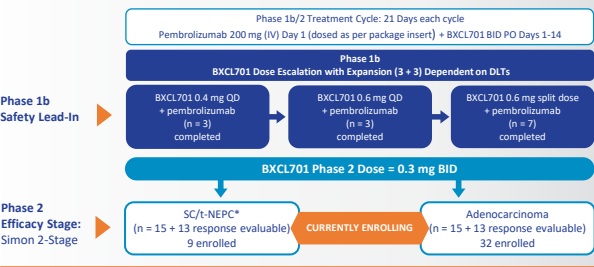 Phase 1b/2 Treatment Cycle: 21 Days each cycle
Pembrolizumab 200 mg (IV) Day 1 (dosed as per package insert) + BXCL701 BID PO Days 1-14
Phase 1b
BXCL701 Dose Escalation with Expansion (3 + 3) Dependent on DLTs
Phase 1b
Safety Lead-In
BXCL701 0.4 mg QD
+ pembrolizumab
(n = 3)
completed
BXCL701 0.6 mg QD
+ pembrolizumab
(n = 3)
completed
BXCL701 0.6 mg split dose
+ pembrolizumab
(n = 7)
completed
BXCL701 Phase 2 Dose = 0.3 mg BID
Phase 2
Efficacy Stage:
Simon 2-Stage
SC/t-NEPC*
(n = 15 + 13 response evaluable)
9 enrolled
CURRENTLY ENROLLING
Adenocarcinoma
(n = 15 + 13 response evaluable)
32 enrolled